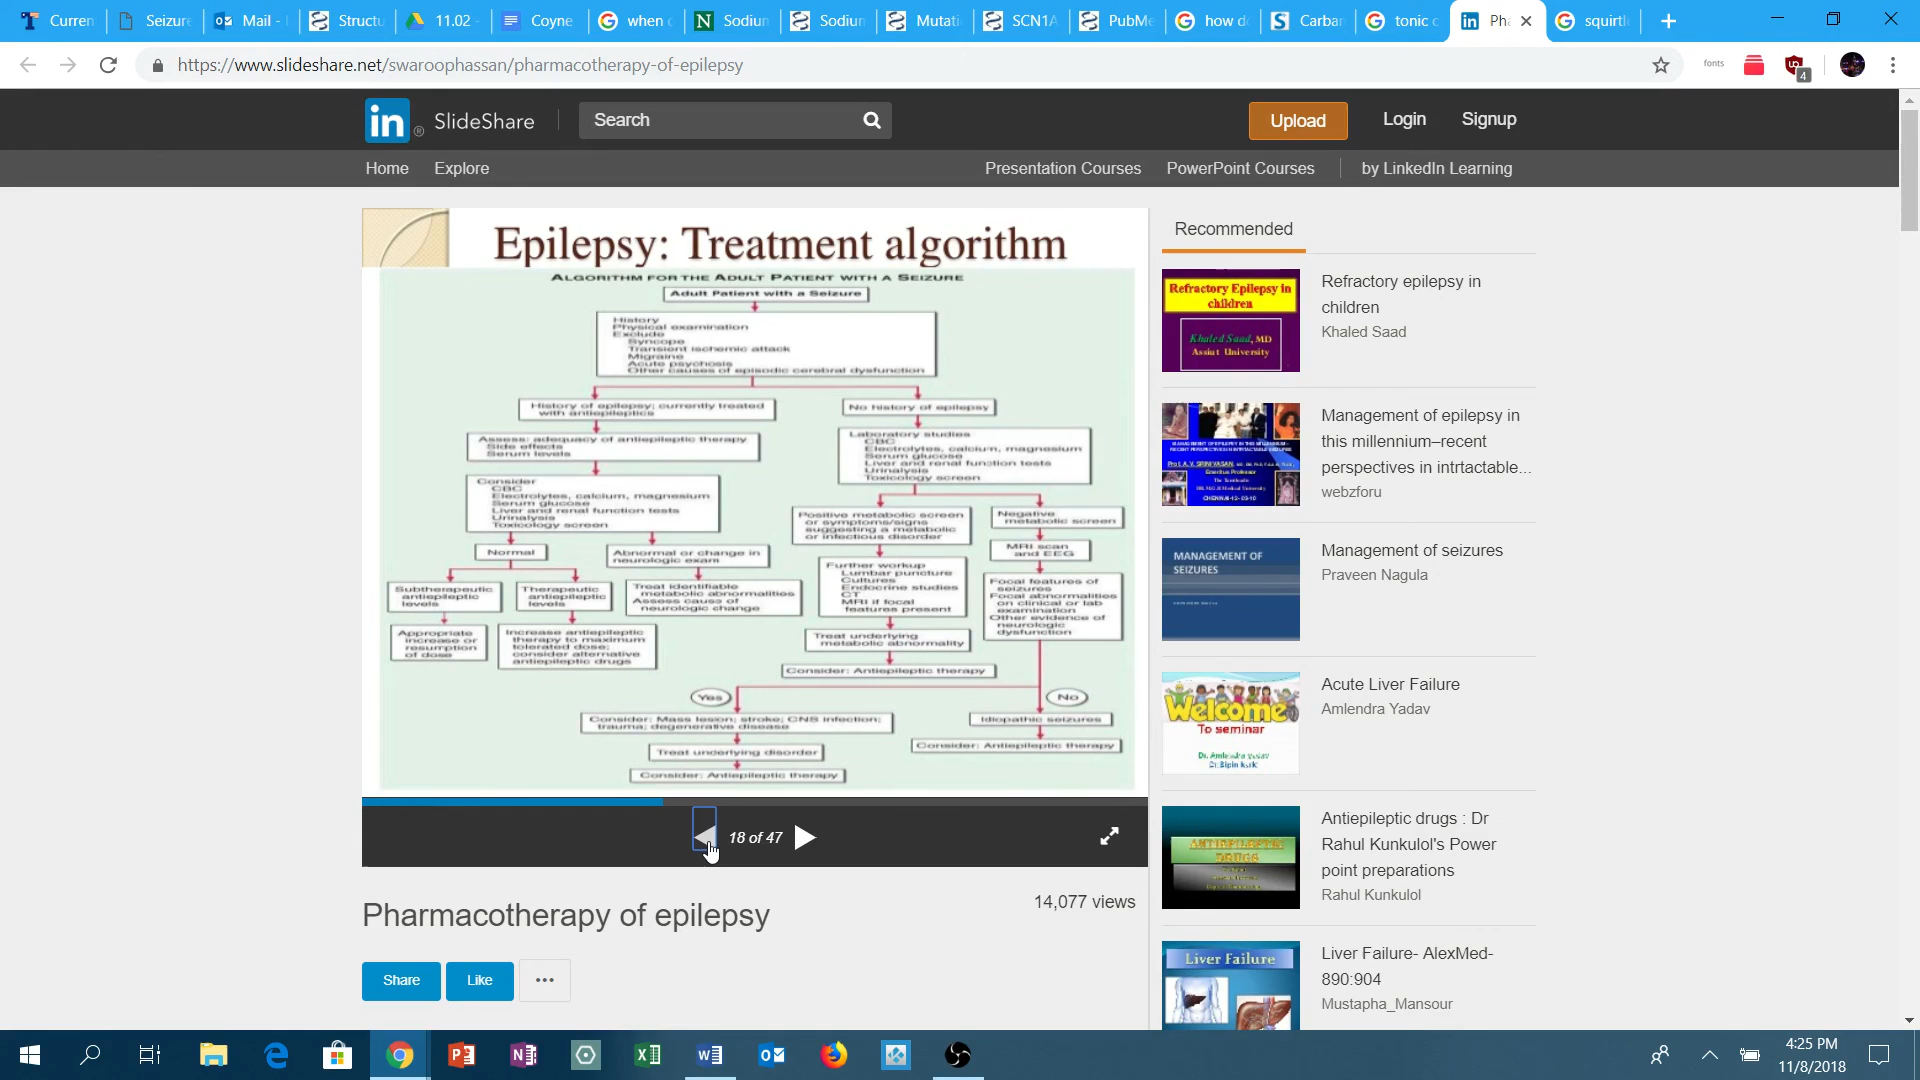 Curren
Seizure
Mail -
Structu
11.02 -
Coyne
when
Sodiun
Sodiun
Mutati
SCN1A
PubMe
how d
Carba
tonic c
Pha
squirtl
https://www.slideshare.net/swaroophassan/pharmacotherapy-of-epilepsy
fonts
4
in SlideShare
Search
Upload
Login
Signup
Home
Explore
Presentation Courses
PowerPoint Courses
by LinkedIn Learning
Epilepsy: Treatment algorithm
ALGORITHM FOR THE ADULT PATIENT WITH A SEIZURE
Adult Patient with a Seizure
History
Physical examination
Exclude
Syncope
Transient ischemic attack
Migraine
Acute psychosis
Other causes of episodic cerebral dysfunction
History of epilepsy; currently treated
with antiepileptics
No history of epilepsy
Assess: adequacy of antiepileptic therapy
Side effects
Serum levels
Laboratory studies
CBC
Electrolytes, calcium, magnesium
Serum glucose
Liver and renal function tests
Urinalysis
Toxicology screen
Consider
CBC
Electrolytes, calcium, magnesium
Serum glucose
Liver and renal function tests
Urinalysis
Toxicology screen
Positive metabolic screen
or symptoms/signs
suggesting a metabolic
or infectious disorder
Negative
metabolic screen
Normal
Abnormal or change in
neurologic exam
MRI scan
and EEG
Further workup
Lumbar puncture
Cultures
Endocrine studies
CT
MRI if focal
features present
Subtherapeutic
antiepileptic
levels
Therapeutic
antiepileptic
levels
Treat identifiable
metabolic abnormalities
Assess cause of
neurologic change
Focal features of
seizures
Focal abnormalities
on clinical or lab
examination
Other evidence of
neurologic
dysfunction
Appropriate
increase or
resumption
of dose
Increase antiepileptic
therapy to maximum
tolerated dose;
consider alternative
antiepileptic drugs
Treat underlying
metabolic abnormality
Consider: Antiepileptic therapy
Yes
No
Consider: Mass lesion; stroke; CNS infection;
trauma; degenerative disease
Idiopathic seizures
Treat underlying disorder
Consider: Antiepileptic therapy
Consider: Antiepileptic therapy
18 of 47
Pharmacotherapy of epilepsy
14,077 views
Share
Like
Recommended
Refractory Epilepsy in
children
Khaled Saad, MD
Assiut University
Refractory epilepsy in
children
Khaled Saad
Management of epilepsy in
this millennium–recent
perspectives in intrtactable...
webzforu
MANAGEMENT OF
SEIZURES
Management of seizures
Praveen Nagula
Welcome
To seminar
Acute Liver Failure
Amlendra Yadav
ANTIEPILEPTIC
DRUGS
Antiepileptic drugs : Dr
Rahul Kunkulol's Power
point preparations
Rahul Kunkulol
Liver Failure
Liver Failure- AlexMed-
890:904
Mustapha_Mansour
4:25 PM
11/8/2018